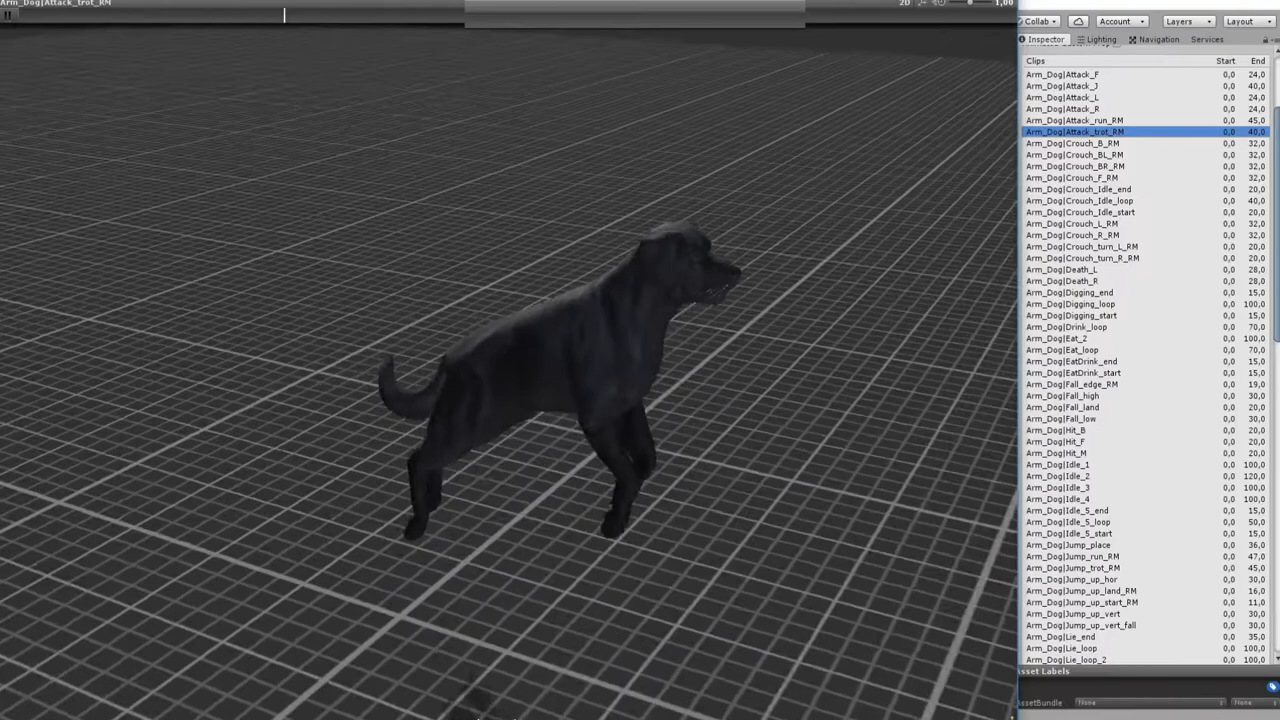 Arm_Dog|Attack_trot_RM
2D 1,00
Collab Account Layers Layout
Inspector Lighting Navigation Services
Clips Start End
Arm_Dog|Attack_F 0,0 24,0
Arm_Dog|Attack_J 0,0 40,0
Arm_Dog|Attack_L 0,0 24,0
Arm_Dog|Attack_R 0,0 24,0
Arm_Dog|Attack_run_RM 0,0 45,0
Arm_Dog|Attack_trot_RM 0,0 40,0
Arm_Dog|Crouch_B_RM 0,0 32,0
Arm_Dog|Crouch_BL_RM 0,0 32,0
Arm_Dog|Crouch_BR_RM 0,0 32,0
Arm_Dog|Crouch_F_RM 0,0 32,0
Arm_Dog|Crouch_Idle_end 0,0 20,0
Arm_Dog|Crouch_Idle_loop 0,0 40,0
Arm_Dog|Crouch_Idle_start 0,0 20,0
Arm_Dog|Crouch_L_RM 0,0 32,0
Arm_Dog|Crouch_R_RM 0,0 32,0
Arm_Dog|Crouch_turn_L_RM 0,0 32,0
Arm_Dog|Crouch_turn_R_RM 0,0 32,0
Arm_Dog|Death_L 0,0 28,0
Arm_Dog|Death_R 0,0 28,0
Arm_Dog|Digging_end 0,0 15,0
Arm_Dog|Digging_loop 0,0 100,0
Arm_Dog|Digging_start 0,0 15,0
Arm_Dog|Drink_loop 0,0 70,0
Arm_Dog|Eat_2 0,0 100,0
Arm_Dog|Eat_loop 0,0 70,0
Arm_Dog|EatDrink_end 0,0 15,0
Arm_Dog|EatDrink_start 0,0 15,0
Arm_Dog|Fall_edge_RM 0,0 19,0
Arm_Dog|Fall_high 0,0 30,0
Arm_Dog|Fall_land 0,0 20,0
Arm_Dog|Fall_low 0,0 30,0
Arm_Dog|Hit_B 0,0 20,0
Arm_Dog|Hit_F 0,0 20,0
Arm_Dog|Hit_M 0,0 20,0
Arm_Dog|Idle_1 0,0 100,0
Arm_Dog|Idle_2 0,0 120,0
Arm_Dog|Idle_3 0,0 100,0
Arm_Dog|Idle_4 0,0 100,0
Arm_Dog|Idle_5_end 0,0 15,0
Arm_Dog|Idle_5_loop 0,0 50,0
Arm_Dog|Idle_5_start 0,0 15,0
Arm_Dog|Jump_place 0,0 36,0
Arm_Dog|Jump_run_RM 0,0 47,0
Arm_Dog|Jump_trot_RM 0,0 45,0
Arm_Dog|Jump_up_hor 0,0 30,0
Arm_Dog|Jump_up_land_RM 0,0 16,0
Arm_Dog|Jump_up_start_RM 0,0 11,0
Arm_Dog|Jump_up_vert 0,0 30,0
Arm_Dog|Jump_up_vert_fall 0,0 30,0
Arm_Dog|Lie_end 0,0 35,0
Arm_Dog|Lie_loop 0,0 100,0
Arm_Dog|Lie_loop_2 0,0 100,0
Asset Labels
AssetBundle None None